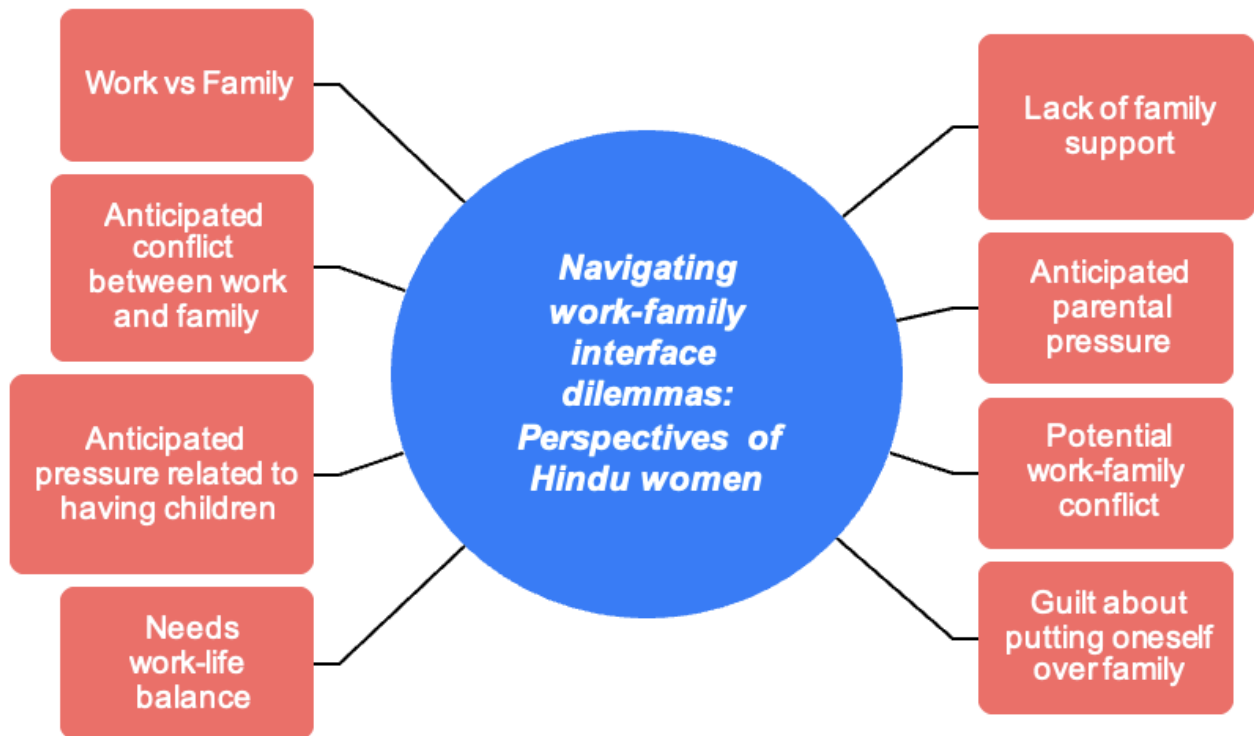 Work vs Family
Anticipated
conflict
between work
and family
Anticipated
pressure related to
having children
Needs
work-life
balance
Navigating
work-family
interface
dilemmas:
Perspectives of
Hindu women
Lack of family
support
Anticipated
parental
pressure
Potential
work-family
conflict
Guilt about
putting oneself
over family